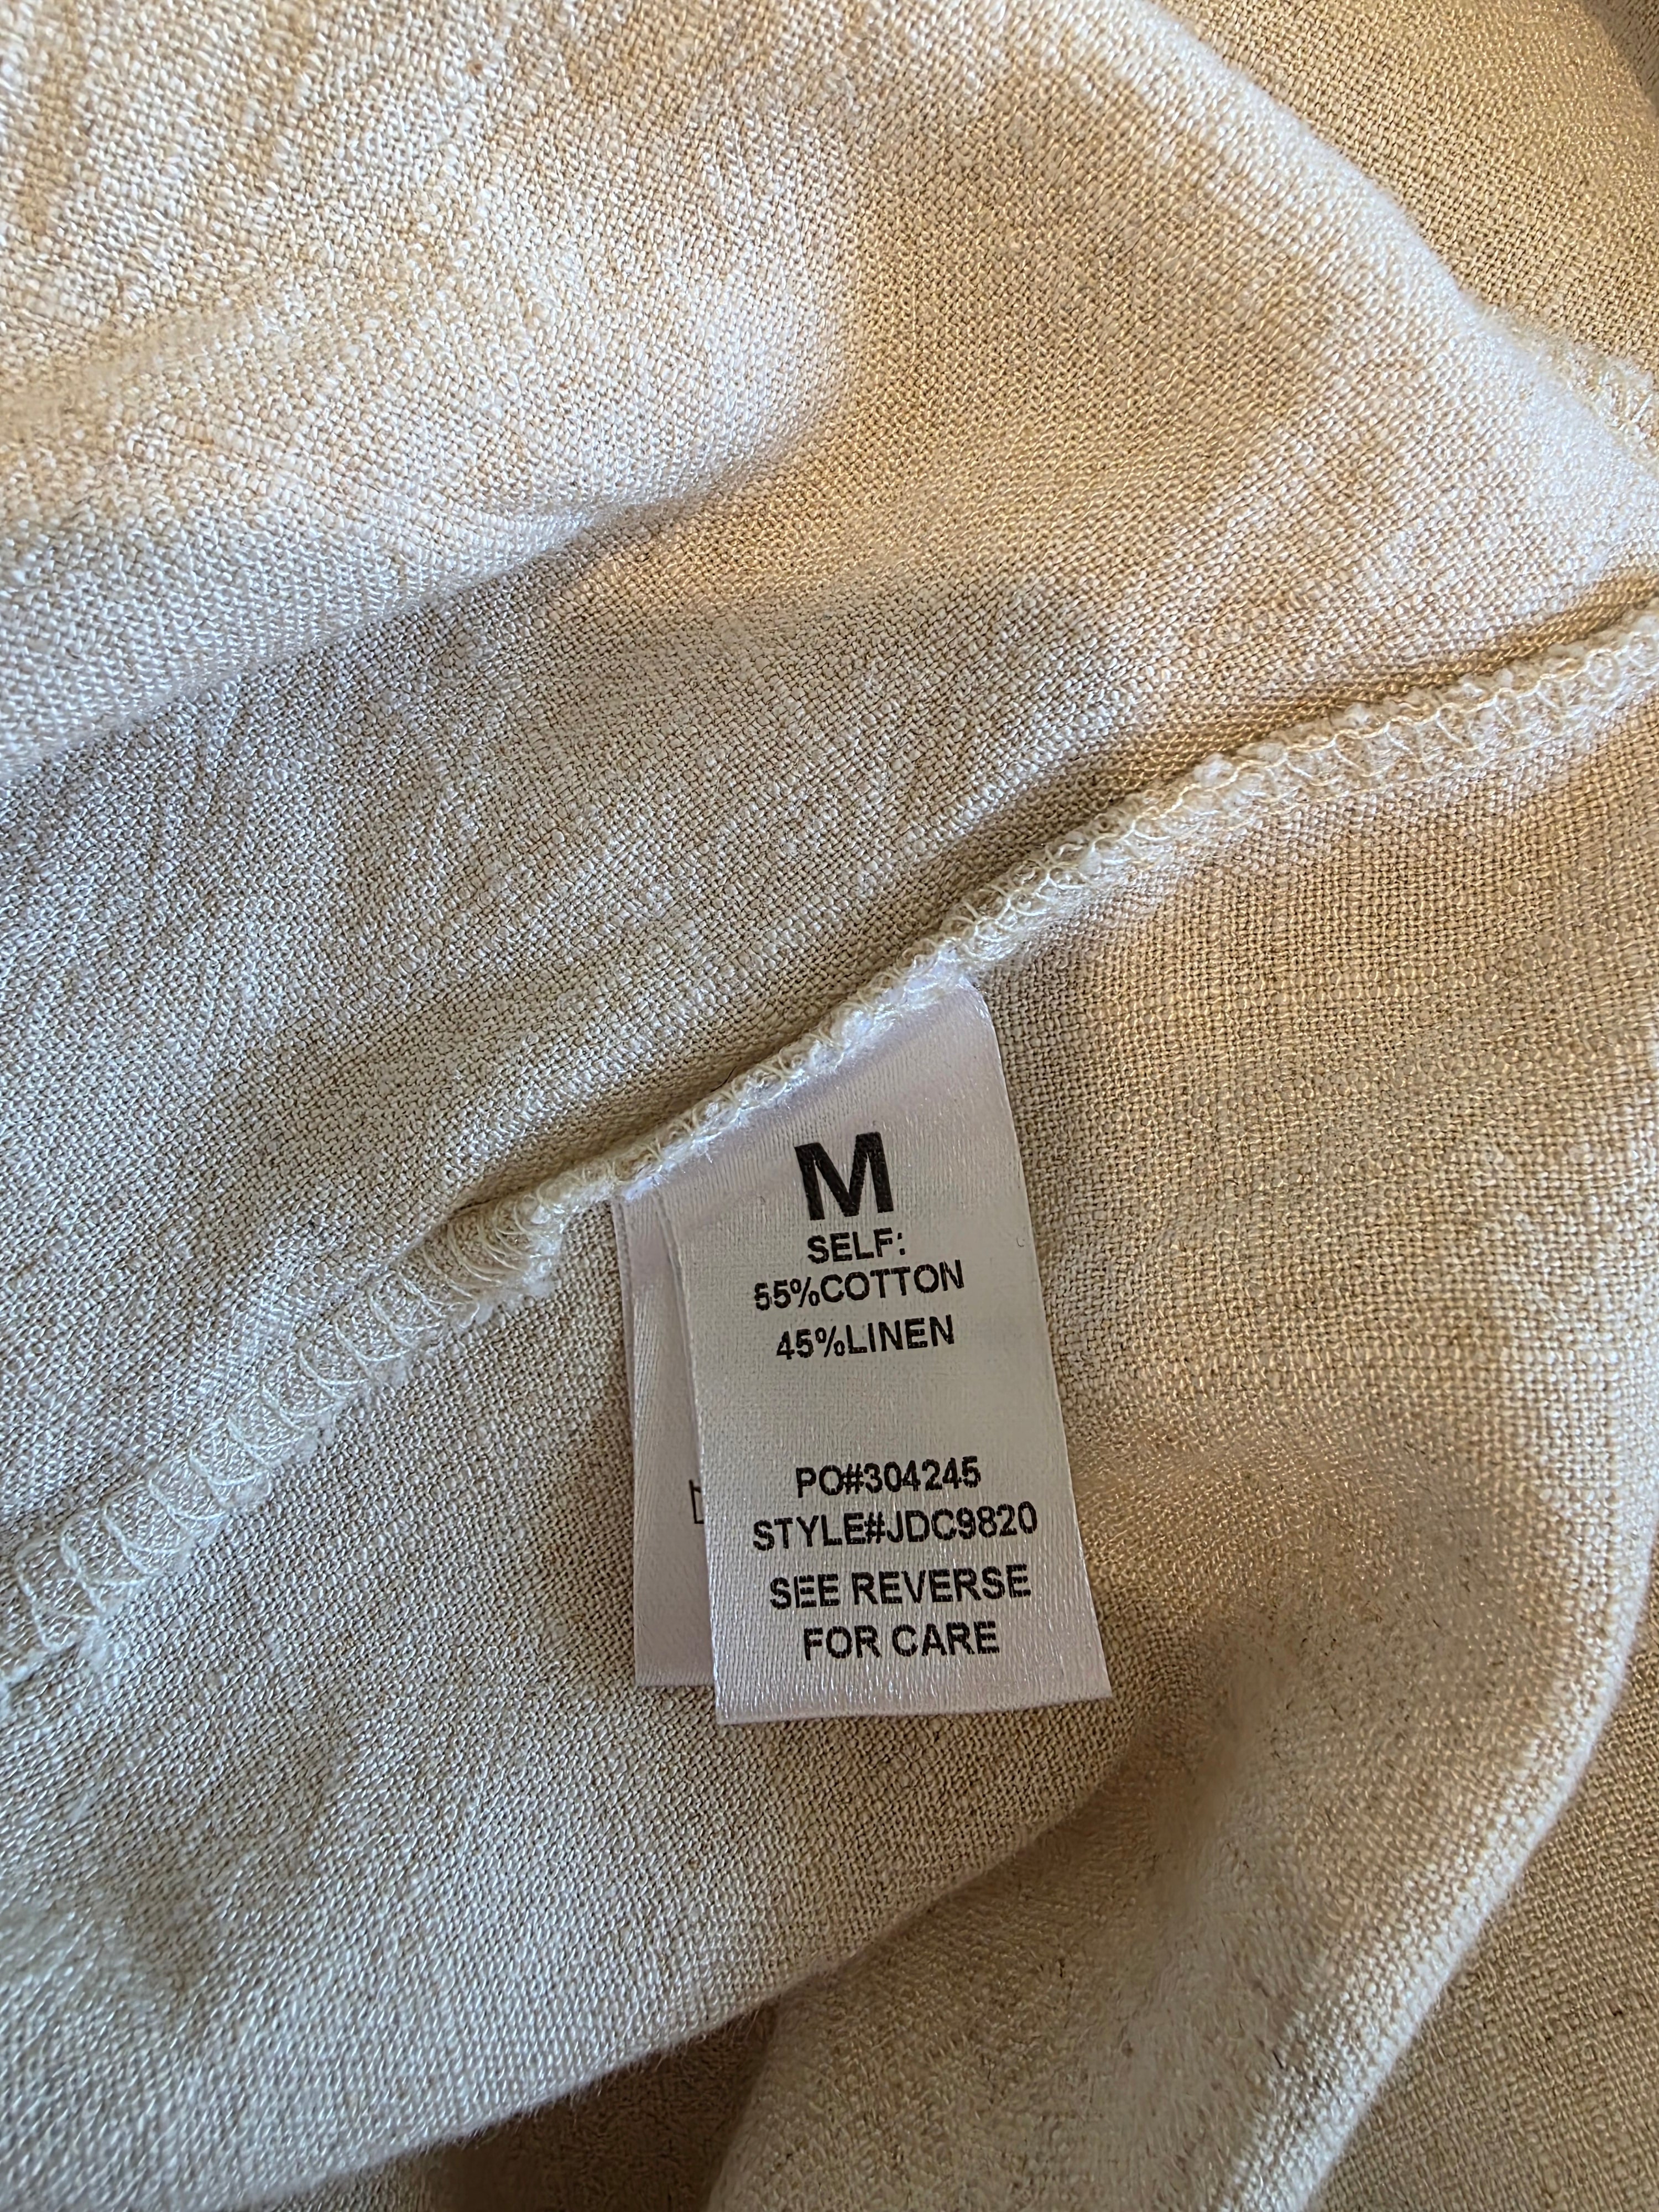 M
SELF:
55%COTTON
45%LINEN
PO#304245
STYLE#JDC9820
SEE REVERSE
FOR CARE